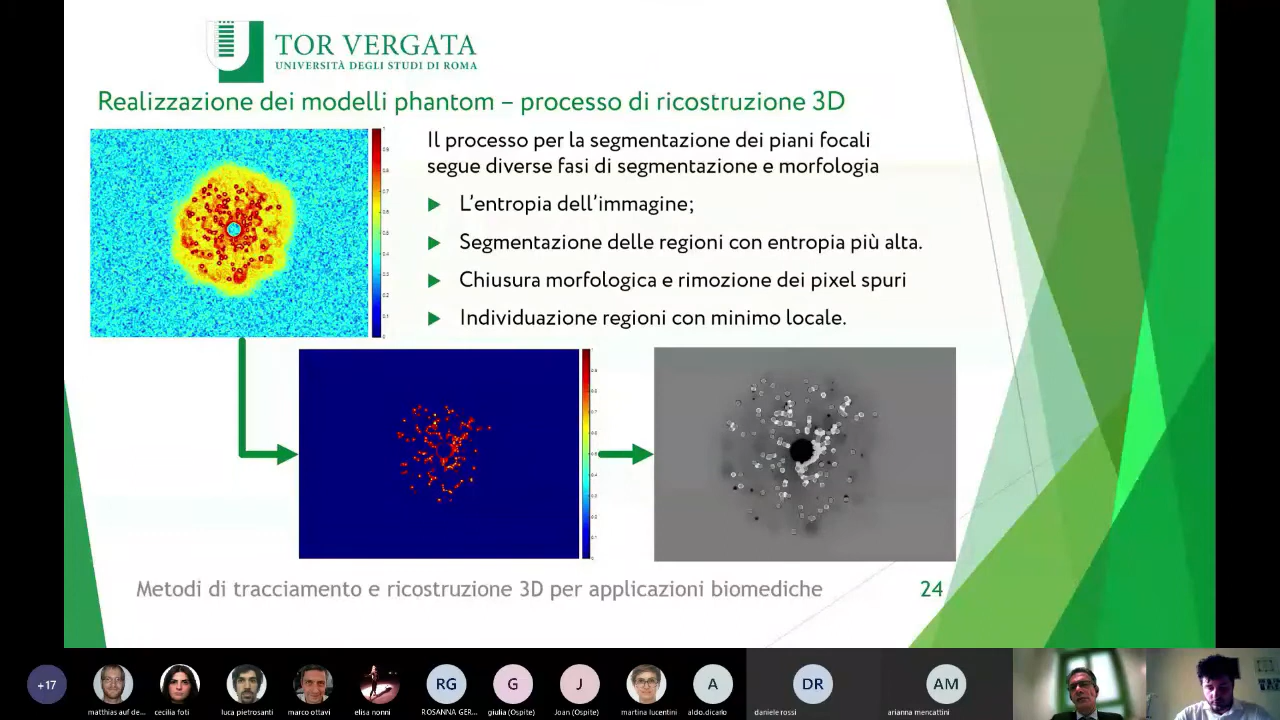 TOR VERGATA
UNIVERSITÀ DEGLI STUDI DI ROMA
Realizzazione dei modelli phantom – processo di ricostruzione 3D
Il processo per la segmentazione dei piani focali
segue diverse fasi di segmentazione e morfologia
L'entropia dell'immagine;
Segmentazione delle regioni con entropia più alta.
Chiusura morfologica e rimozione dei pixel spuri
Individuazione regioni con minimo locale.
Metodi di tracciamento e ricostruzione 3D per applicazioni biomediche
24
+17
RG
G
J
A
DR
AM
matthias auf de...
cecilia foti
luca pietrosanti
marco ottavi
elisa nonni
ROSANNA GER...
giulia (Ospite)
Joan (Ospite)
martina lucentini
aldo.dicarlo
daniele rossi
arianna mencattini